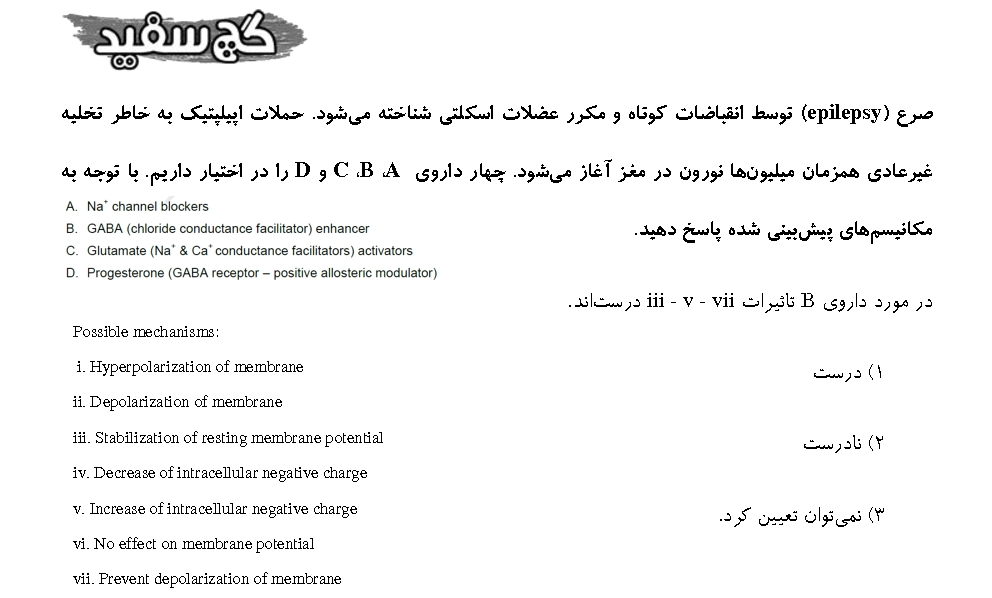 گچ سفید
صرع (epilepsy) توسط انقباضات کوتاه و مکرر عضلات اسکلتی شناخته می‌شود. حملات اپیلپتیک به خاطر تخلیه
غیرعادی همزمان میلیون‌ها نورون در مغز آغاز می‌شود. چهار داروی A، B، C و D را در اختیار داریم. با توجه به
مکانیسم‌های پیش‌بینی شده پاسخ دهید.
A. Na+ channel blockers
B. GABA (chloride conductance facilitator) enhancer
C. Glutamate (Na+ & Ca+ conductance facilitators) activators
D. Progesterone (GABA receptor – positive allosteric modulator)
در مورد داروی B تاثیرات iii - v - vii درست‌اند.
۱) درست
۲) نادرست
۳) نمی‌توان تعیین کرد.
Possible mechanisms:
i. Hyperpolarization of membrane
ii. Depolarization of membrane
iii. Stabilization of resting membrane potential
iv. Decrease of intracellular negative charge
v. Increase of intracellular negative charge
vi. No effect on membrane potential
vii. Prevent depolarization of membrane